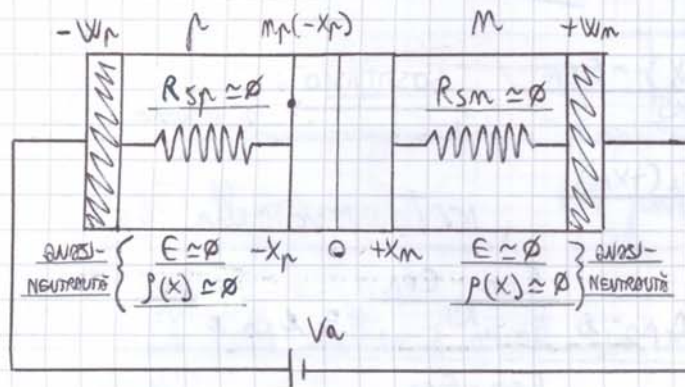 -Wp p np(-xp) n +Wn
Rsp ≃ ∅ Rsn ≃ ∅
QUASI-
NEUTRALITÀ
E ≃ ∅
ρ(x) ≃ ∅
-xp 0 +xn
E ≃ ∅
ρ(x) ≃ ∅
QUASI-
NEUTRALITÀ
Va